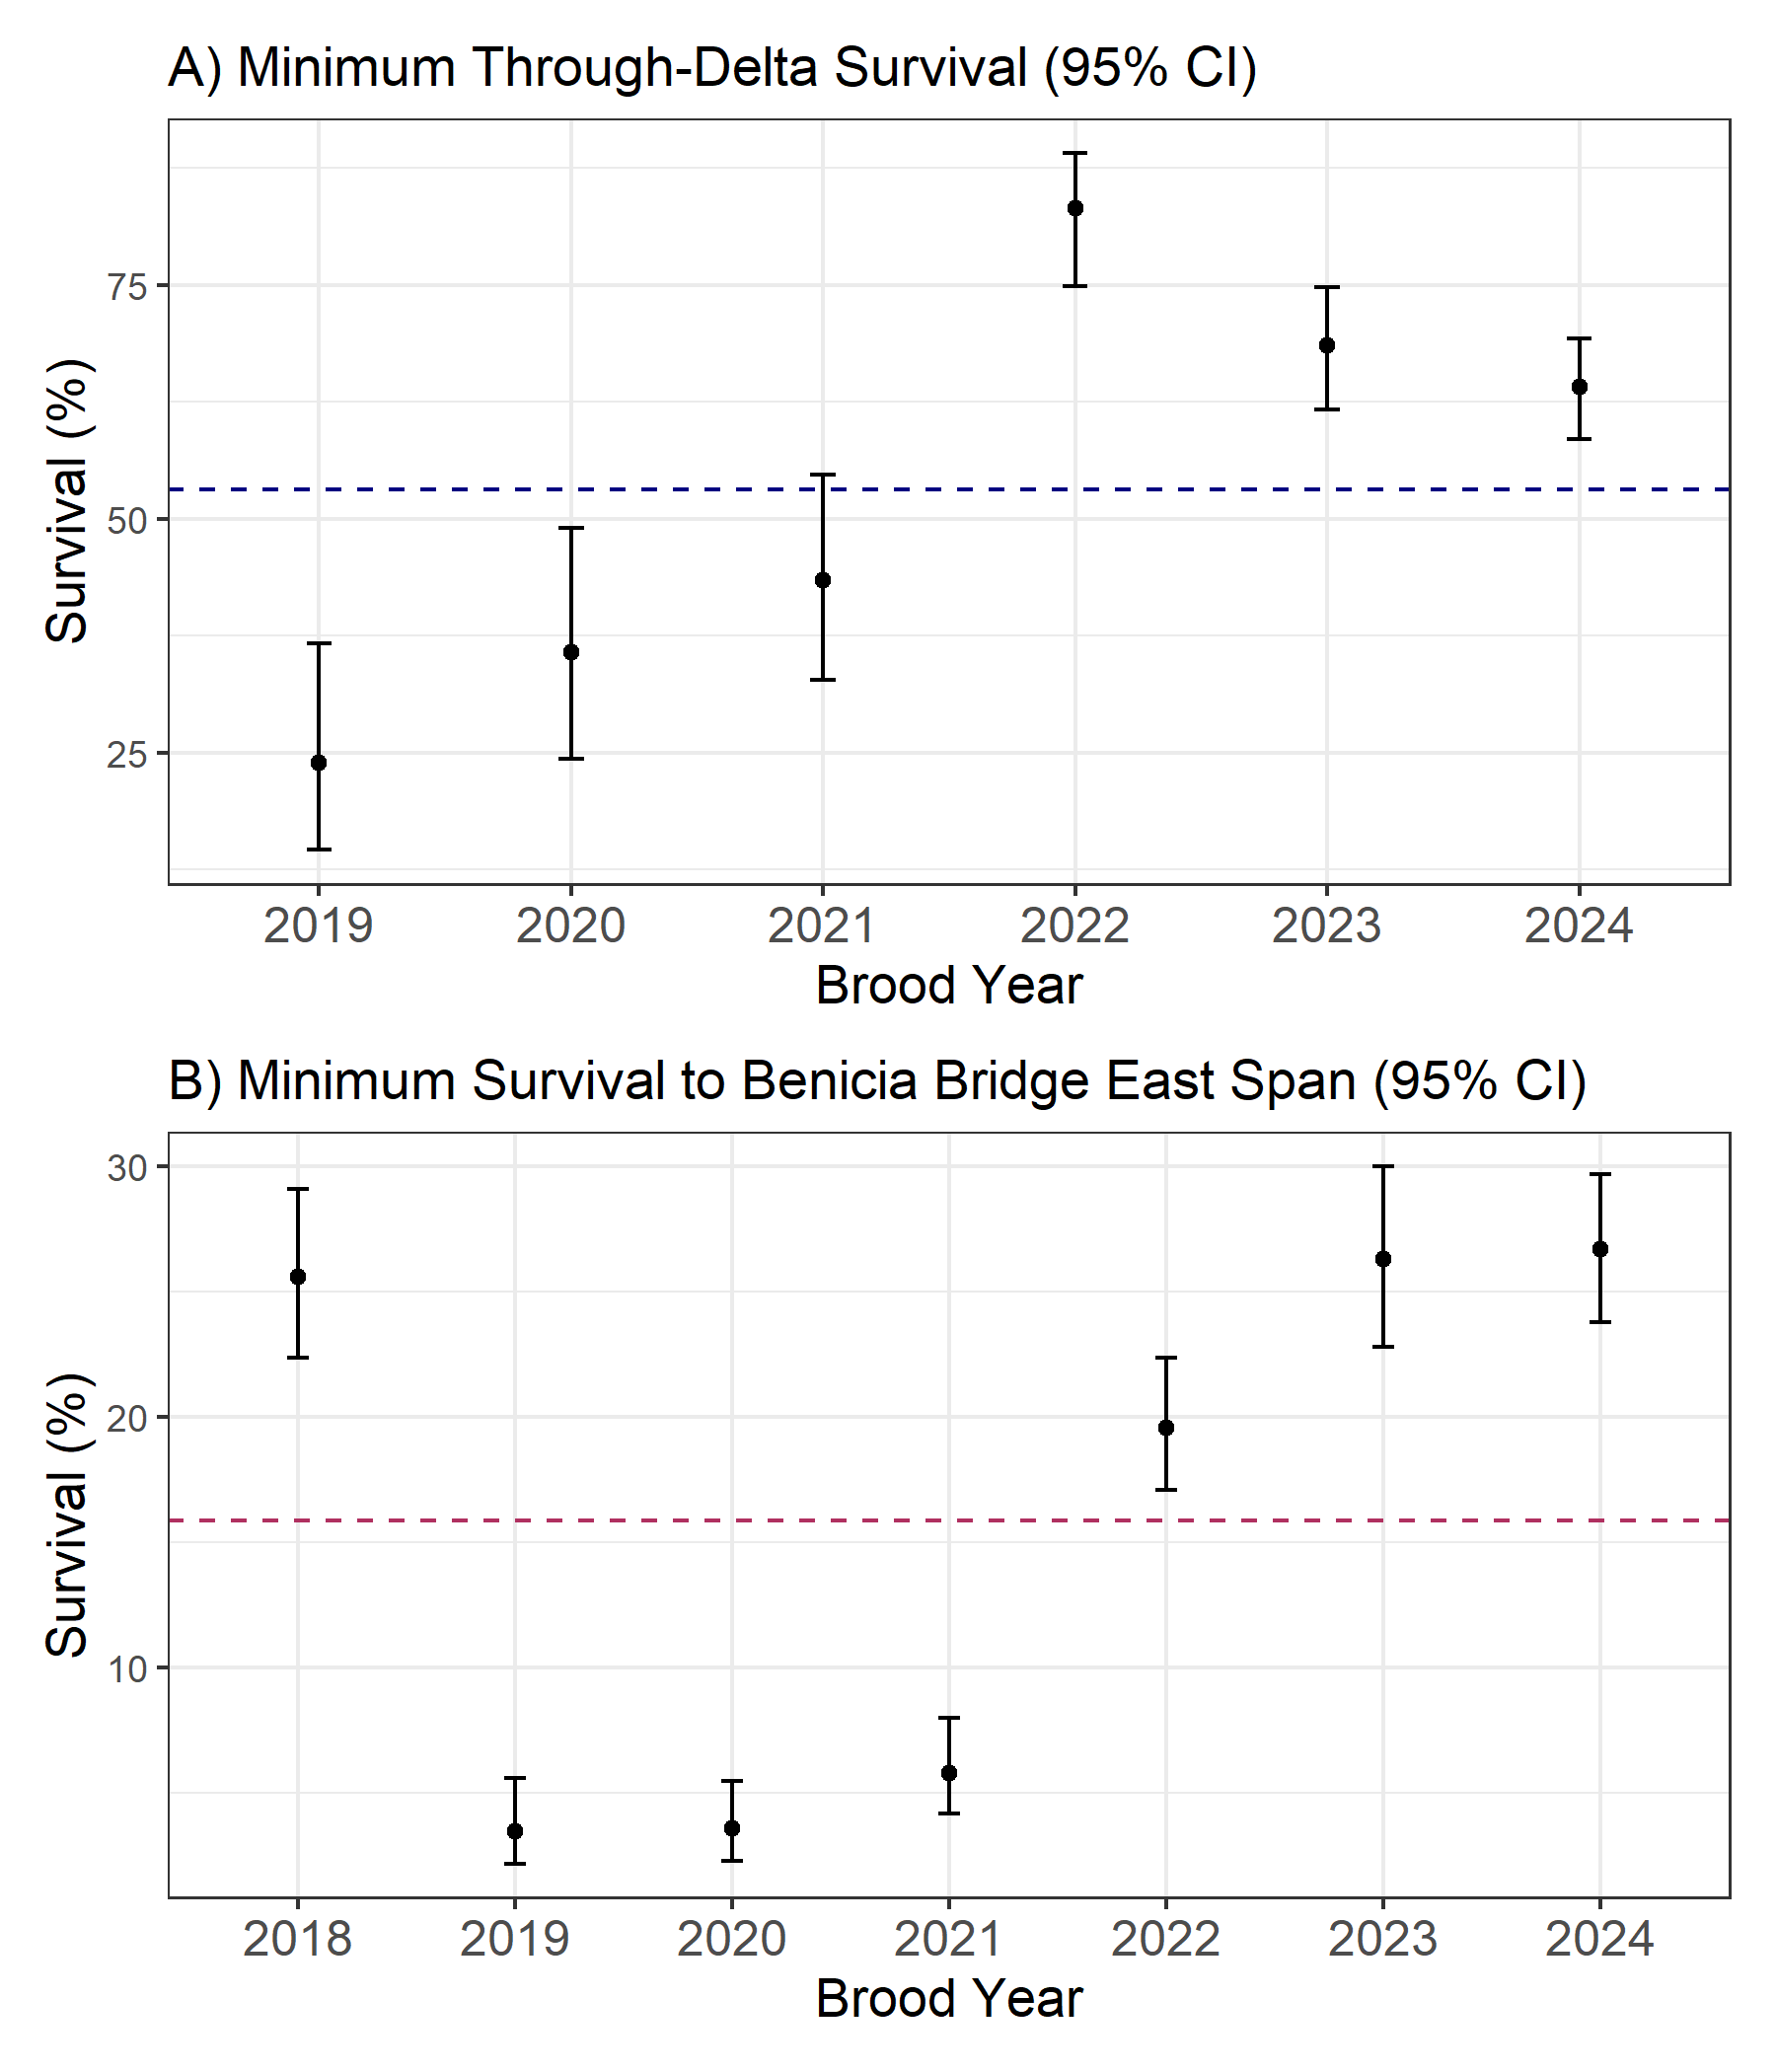 A) Minimum Through-Delta Survival (95% CI)
Survival (%)
75
50
25
2019 2020 2021 2022 2023 2024
Brood Year
B) Minimum Survival to Benicia Bridge East Span (95% CI)
Survival (%)
30
20
10
2018 2019 2020 2021 2022 2023 2024
Brood Year